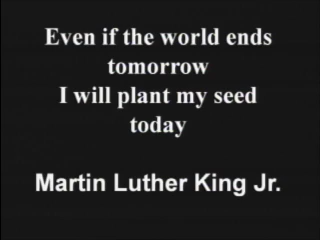 Even if the world ends
tomorrow
I will plant my seed
today
Martin Luther King Jr.